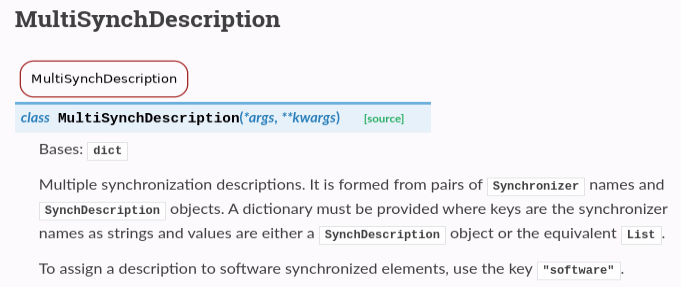 MultiSynchDescription
MultiSynchDescription
class MultiSynchDescription(*args, **kwargs) [source]
Bases: dict
Multiple synchronization descriptions. It is formed from pairs of Synchronizer names and
SynchDescription objects. A dictionary must be provided where keys are the synchronizer
names as strings and values are either a SynchDescription object or the equivalent List.
To assign a description to software synchronized elements, use the key "software".